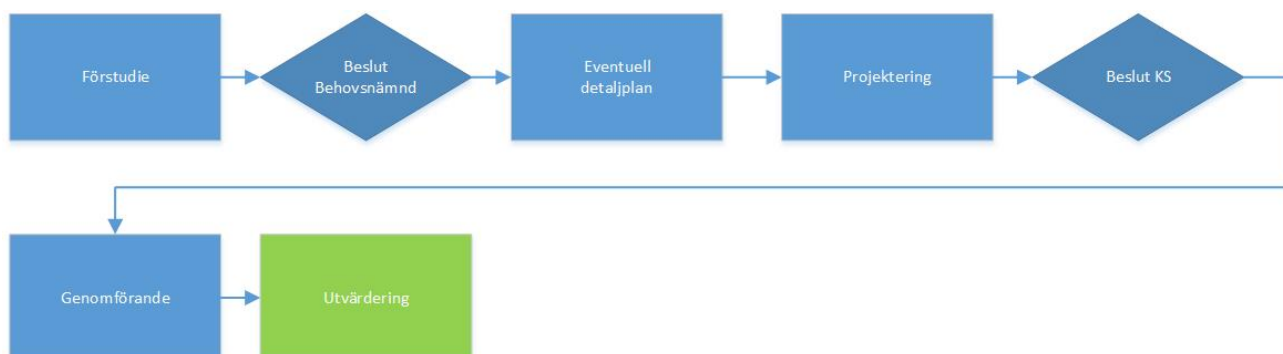 Förstudie
Beslut
Behovsnämnd
Eventuell
detaljplan
Projektering
Beslut KS
Genomförande
Utvärdering